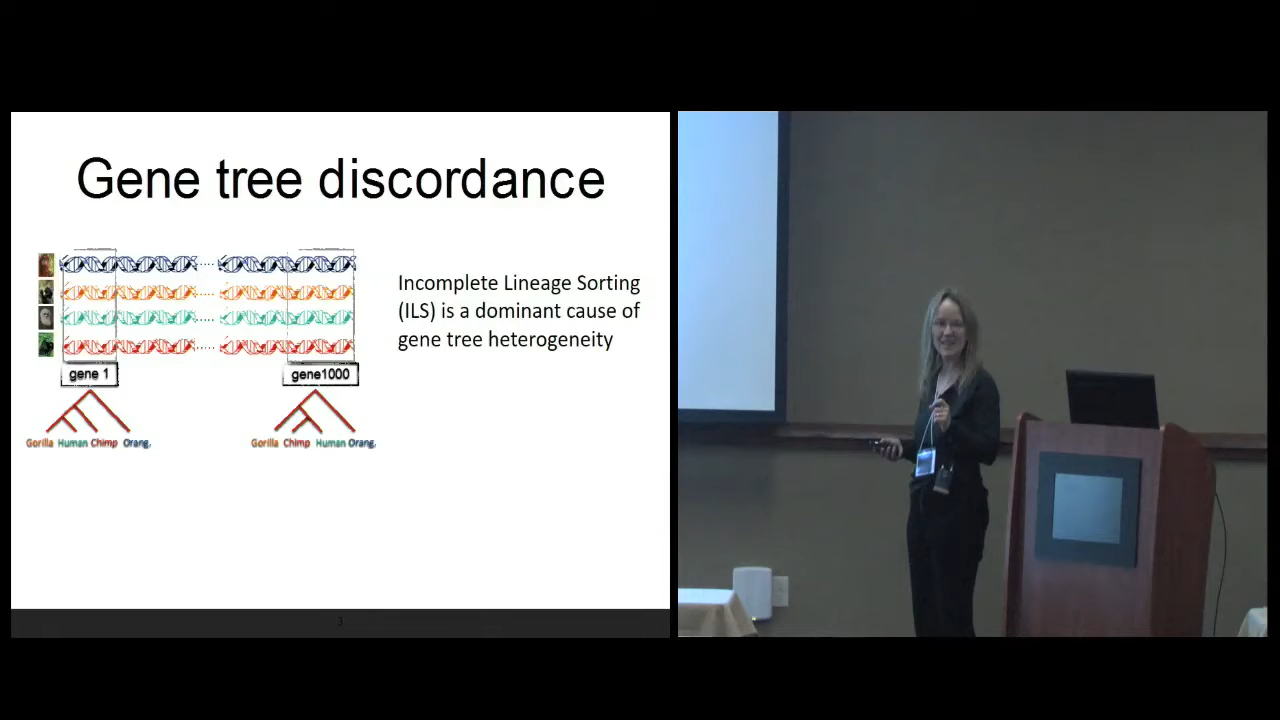 Gene tree discordance
Incomplete Lineage Sorting
(ILS) is a dominant cause of
gene tree heterogeneity
gene 1
gene1000
Gorilla Human Chimp Orang.
Gorilla Chimp Human Orang.
3